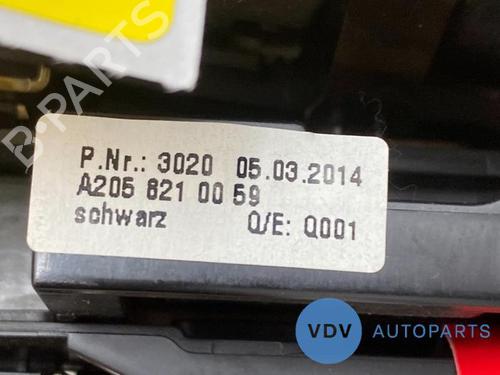 P.Nr.: 3020 05.03.2014
A205 821 00 59
schwarz Q/E: Q001
B-PARTS
VDV AUTOPARTS